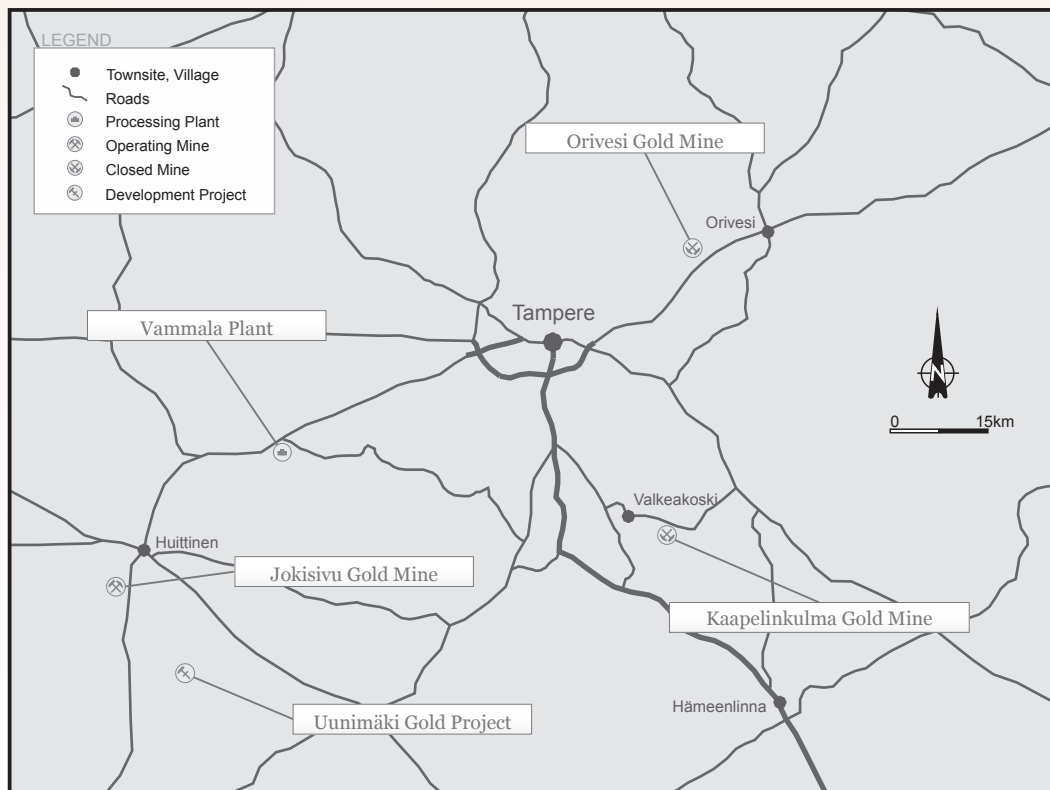 LEGEND
Townsite, Village
Roads
Processing Plant
Operating Mine
Closed Mine
Development Project
Orivesi Gold Mine
Orivesi
Tampere
Vammala Plant
N
0 15km
Valkeakoski
Huittinen
Jokisivu Gold Mine
Kaapelinkulma Gold Mine
Hämeenlinna
Uunimäki Gold Project